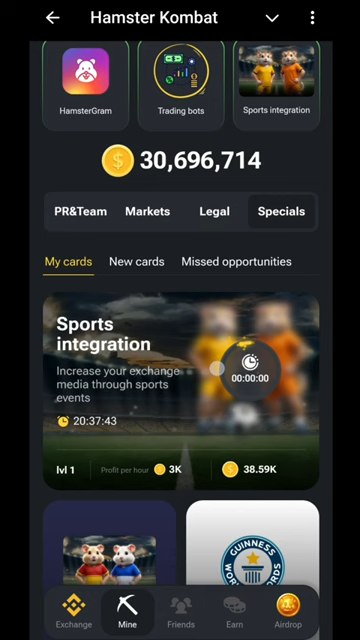 Hamster Kombat
HamsterGram
Trading bots
Sports integration
30,696,714
PR&Team
Markets
Legal
Specials
My cards
New cards
Missed opportunities
Sports
integration
Increase your exchange
media through sports
events
00:00:00
20:37:43
lvl 1
Profit per hour
3K
38.59K
GUINNESS
Exchange
Mine
Friends
Earn
Airdrop